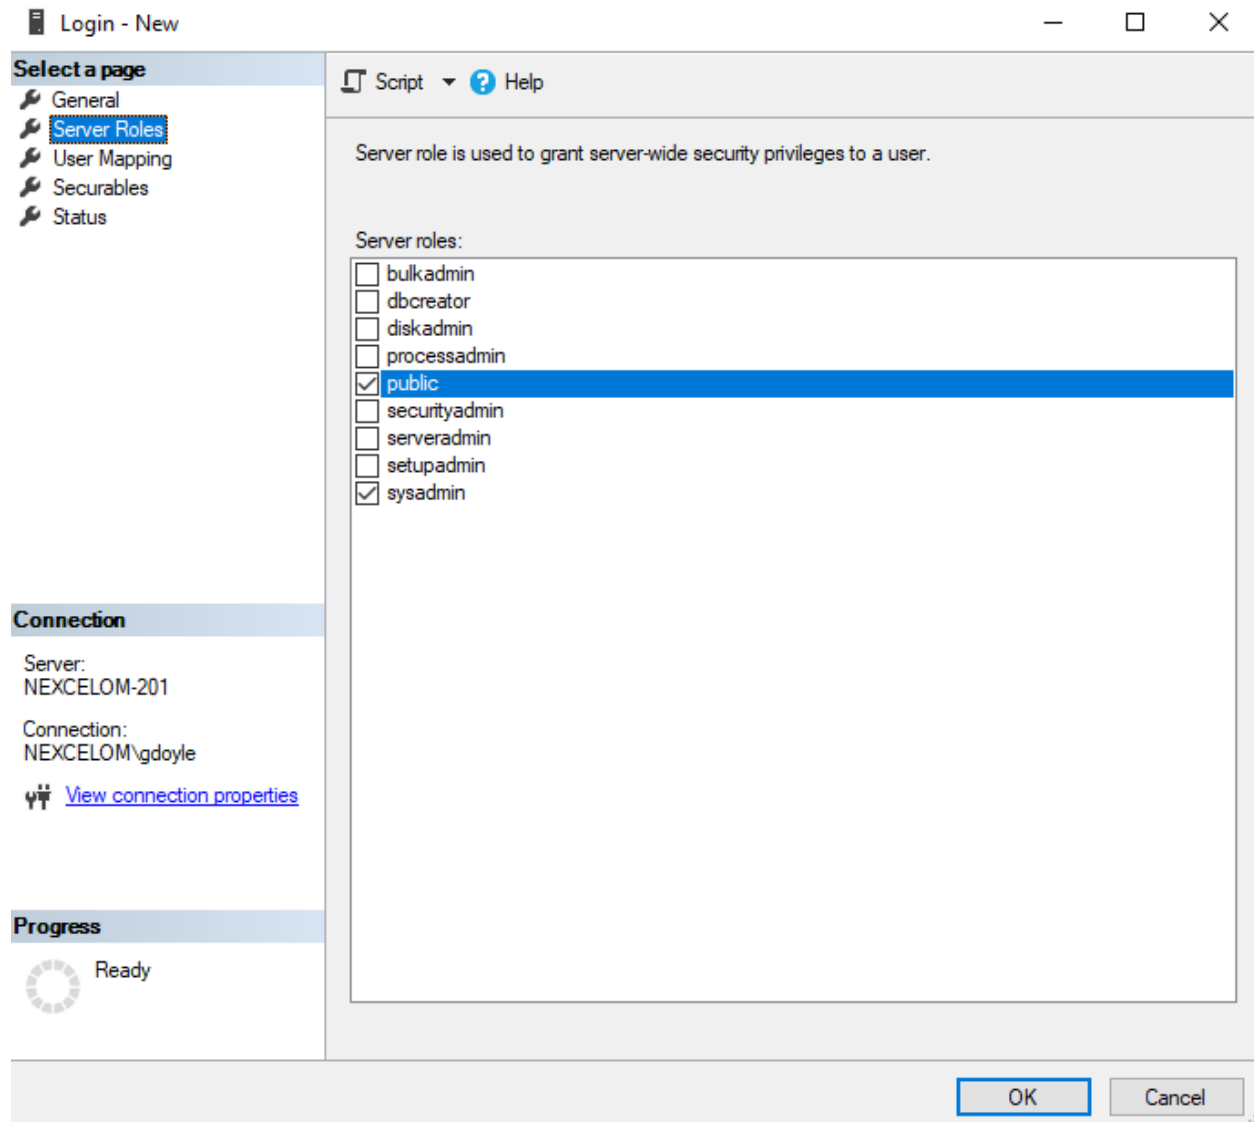 Login - New
Select a page
General
Server Roles
User Mapping
Securables
Status
Script
Help
Server role is used to grant server-wide security privileges to a user.
Server roles:
bulkadmin
dbcreator
diskadmin
processadmin
public
securityadmin
serveradmin
setupadmin
sysadmin
Connection
Server:
NEXCELOM-201
Connection:
NEXCELOM\gdoyle
View connection properties
Progress
Ready
OK
Cancel